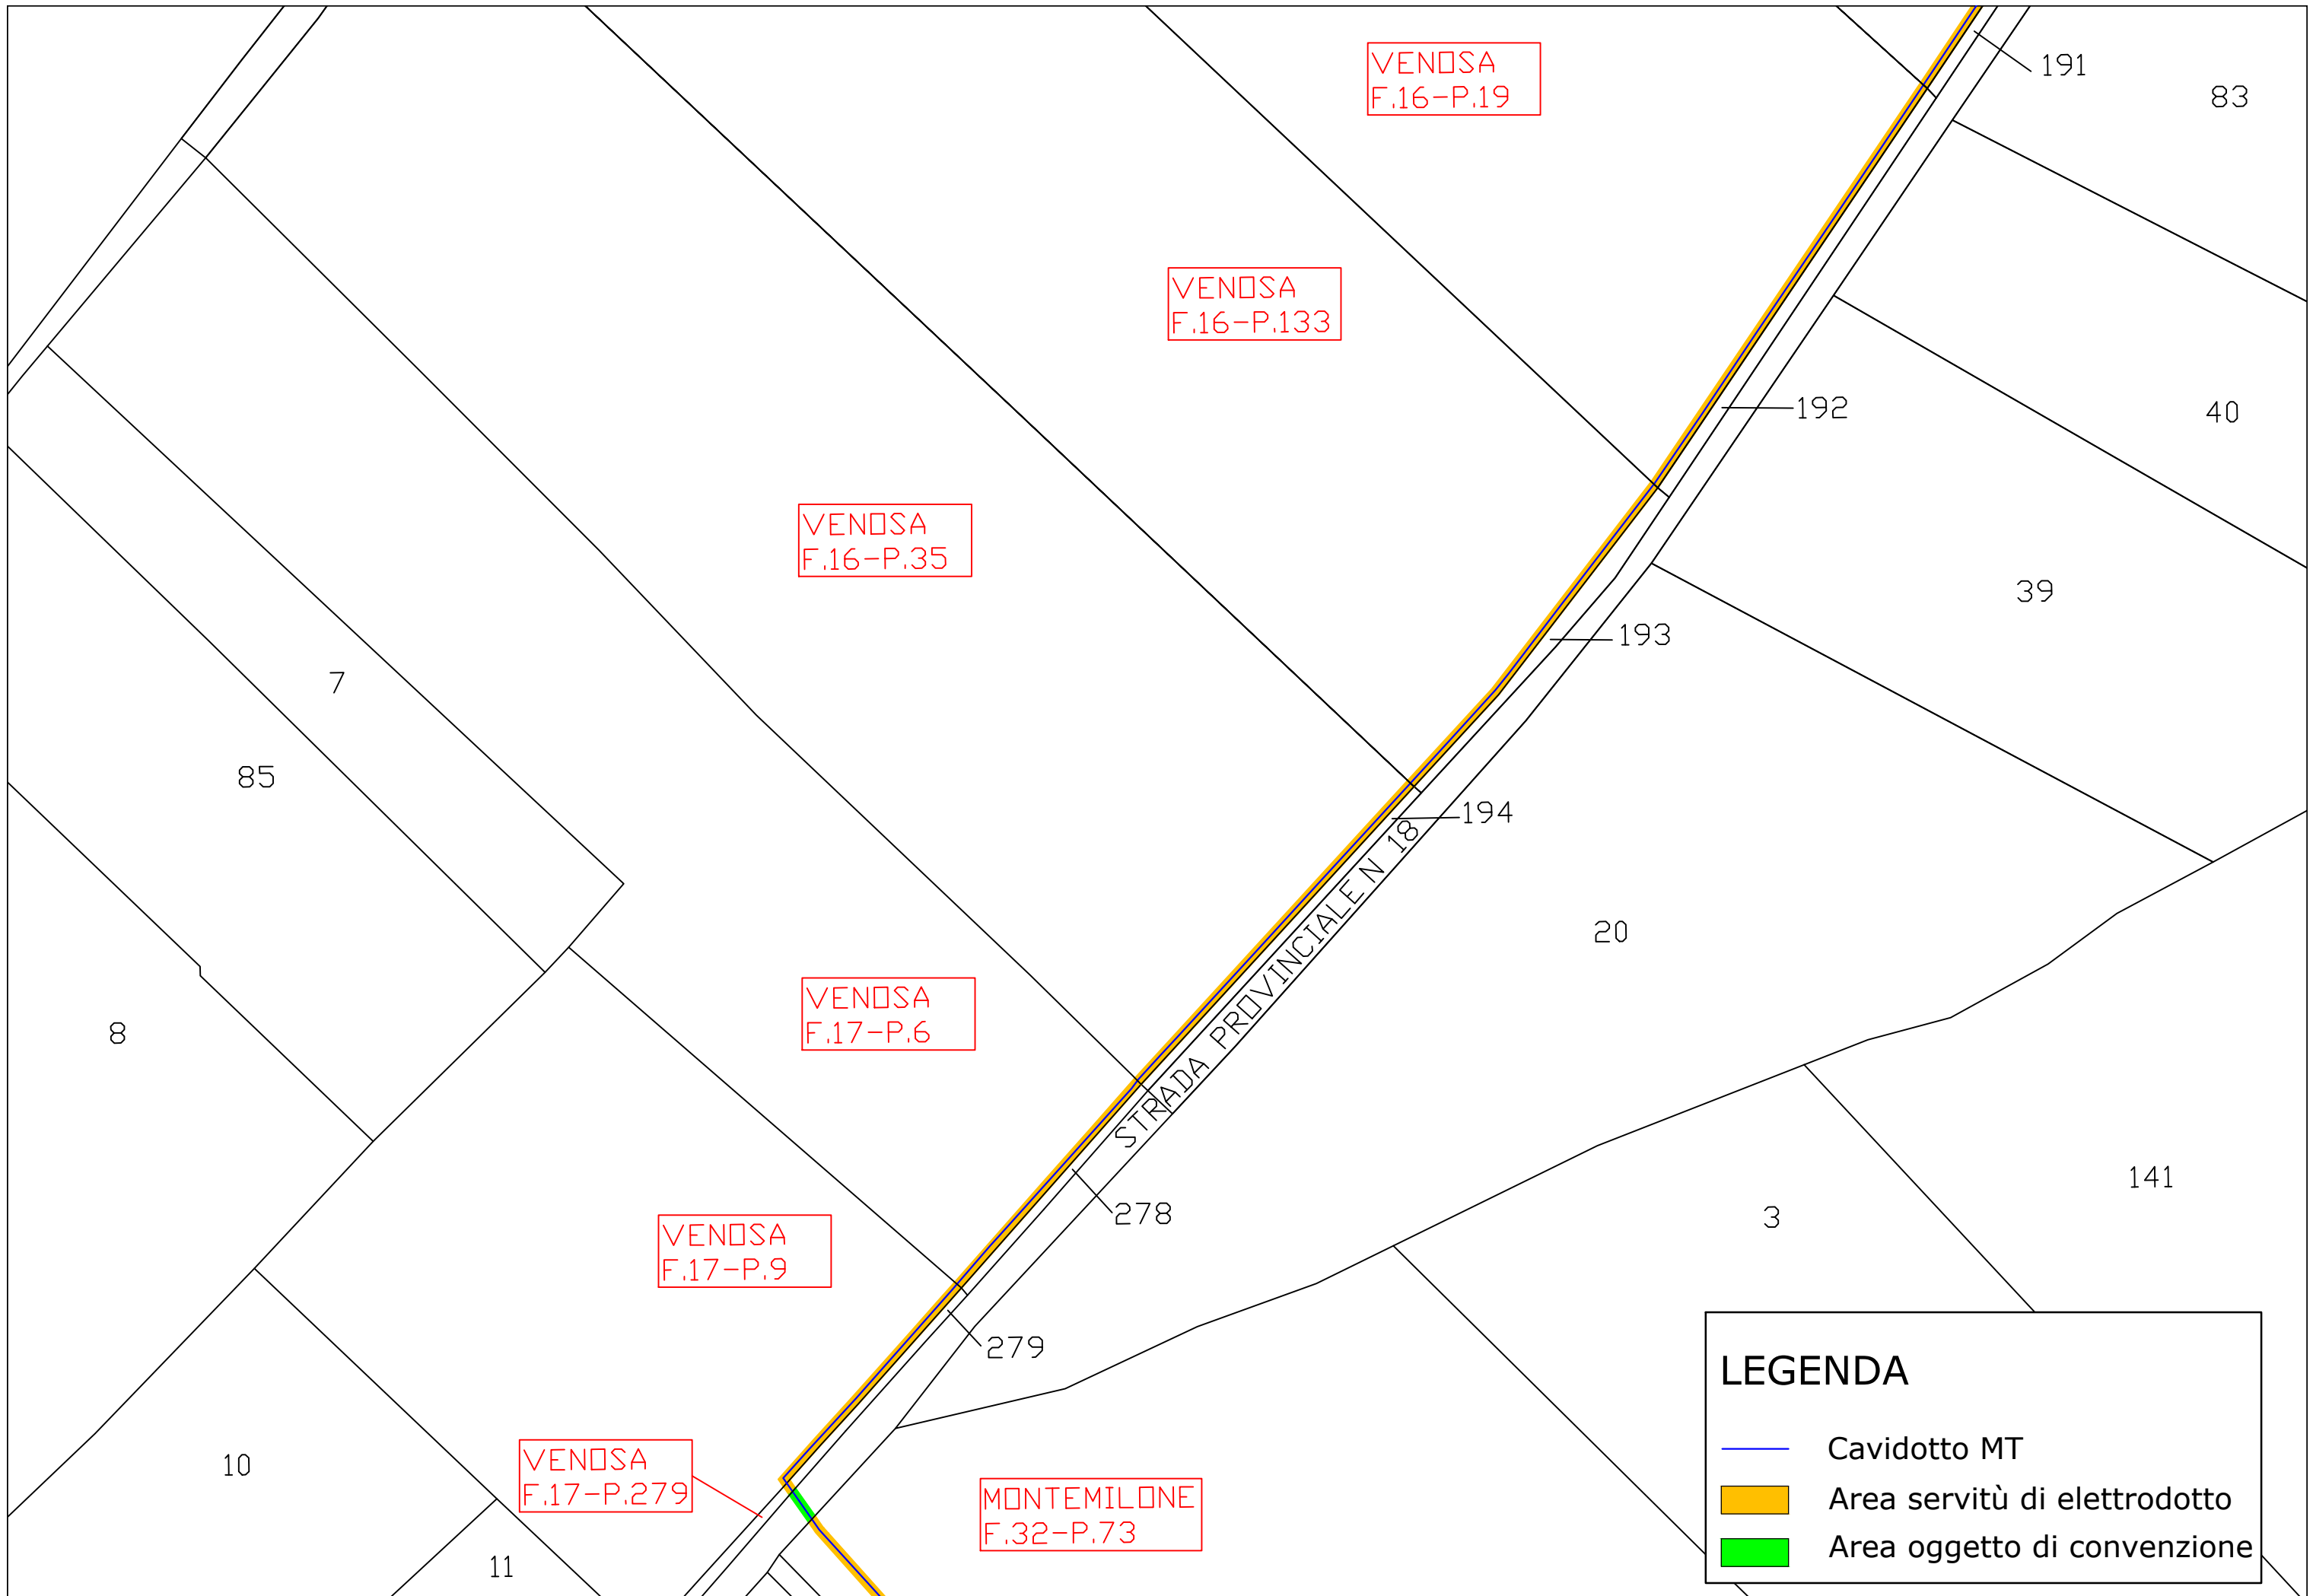 VENOSA
F.16-P.19
191
83
VENOSA
F.16-P.133
192
40
VENOSA
F.16-P.35
39
193
7
85
194
STRADA PROVINCIALE N 18
20
VENOSA
F.17-P.6
8
141
278
3
VENOSA
F.17-P.9
279
LEGENDA
Cavidotto MT
Area servitù di elettrodotto
Area oggetto di convenzione
10
VENOSA
F.17-P.279
MONTEMILONE
F.32-P.73
11